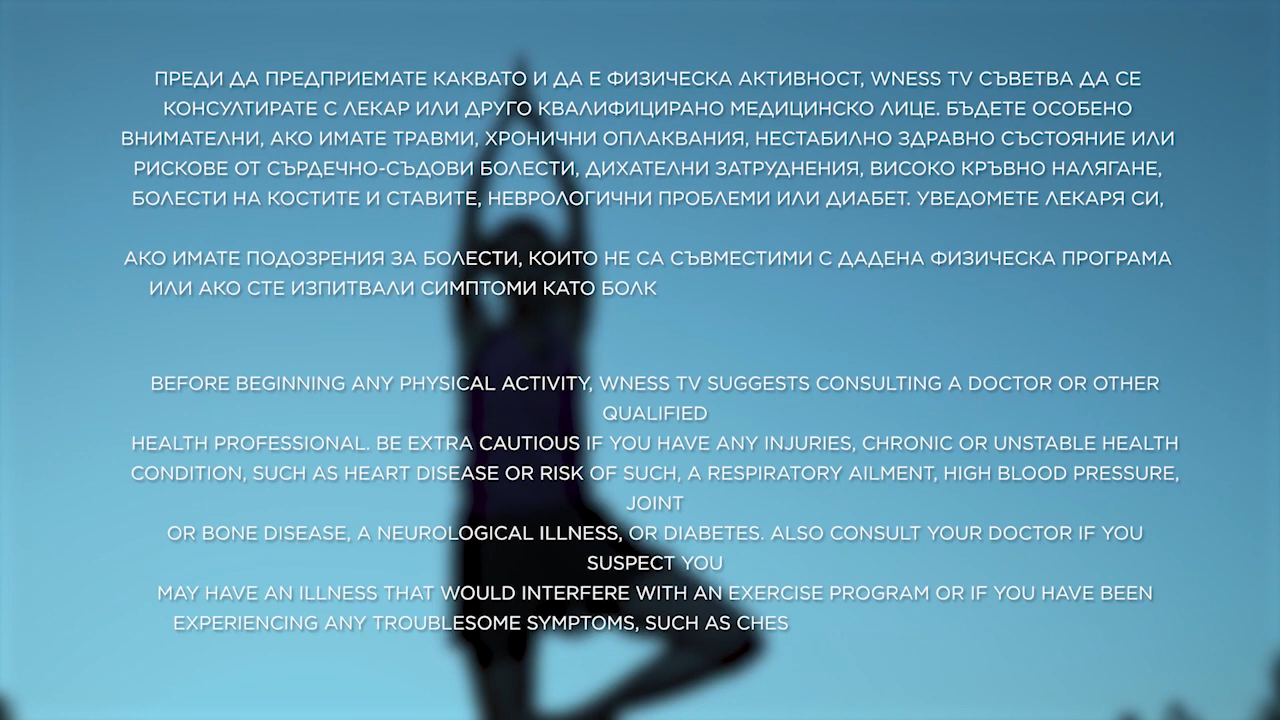 ПРЕДИ ДА ПРЕДПРИЕМАТЕ КАКВАТО И ДА Е ФИЗИЧЕСКА АКТИВНОСТ, WNESS TV СЪВЕТВА ДА СЕ
КОНСУЛТИРАТЕ С ЛЕКАР ИЛИ ДРУГО КВАЛИФИЦИРАНО МЕДИЦИНСКО ЛИЦЕ. БЪДЕТЕ ОСОБЕНО
ВНИМАТЕЛНИ, АКО ИМАТЕ ТРАВМИ, ХРОНИЧНИ ОПЛАКВАНИЯ, НЕСТАБИЛНО ЗДРАВНО СЪСТОЯНИЕ ИЛИ
РИСКОВЕ ОТ СЪРДЕЧНО-СЪДОВИ БОЛЕСТИ, ДИХАТЕЛНИ ЗАТРУДНЕНИЯ, ВИСОКО КРЪВНО НАЛЯГАНЕ,
БОЛЕСТИ НА КОСТИТЕ И СТАВИТЕ, НЕВРОЛОГИЧНИ ПРОБЛЕМИ ИЛИ ДИАБЕТ. УВЕДОМЕТЕ ЛЕКАРЯ СИ,
АКО ИМАТЕ ПОДОЗРЕНИЯ ЗА БОЛЕСТИ, КОИТО НЕ СА СЪВМЕСТИМИ С ДАДЕНА ФИЗИЧЕСКА ПРОГРАМА
ИЛИ АКО СТЕ ИЗПИТВАЛИ СИМПТОМИ КАТО БОЛК
BEFORE BEGINNING ANY PHYSICAL ACTIVITY, WNESS TV SUGGESTS CONSULTING A DOCTOR OR OTHER
QUALIFIED
HEALTH PROFESSIONAL. BE EXTRA CAUTIOUS IF YOU HAVE ANY INJURIES, CHRONIC OR UNSTABLE HEALTH
CONDITION, SUCH AS HEART DISEASE OR RISK OF SUCH, A RESPIRATORY AILMENT, HIGH BLOOD PRESSURE,
JOINT
OR BONE DISEASE, A NEUROLOGICAL ILLNESS, OR DIABETES. ALSO CONSULT YOUR DOCTOR IF YOU
SUSPECT YOU
MAY HAVE AN ILLNESS THAT WOULD INTERFERE WITH AN EXERCISE PROGRAM OR IF YOU HAVE BEEN
EXPERIENCING ANY TROUBLESOME SYMPTOMS, SUCH AS CHES